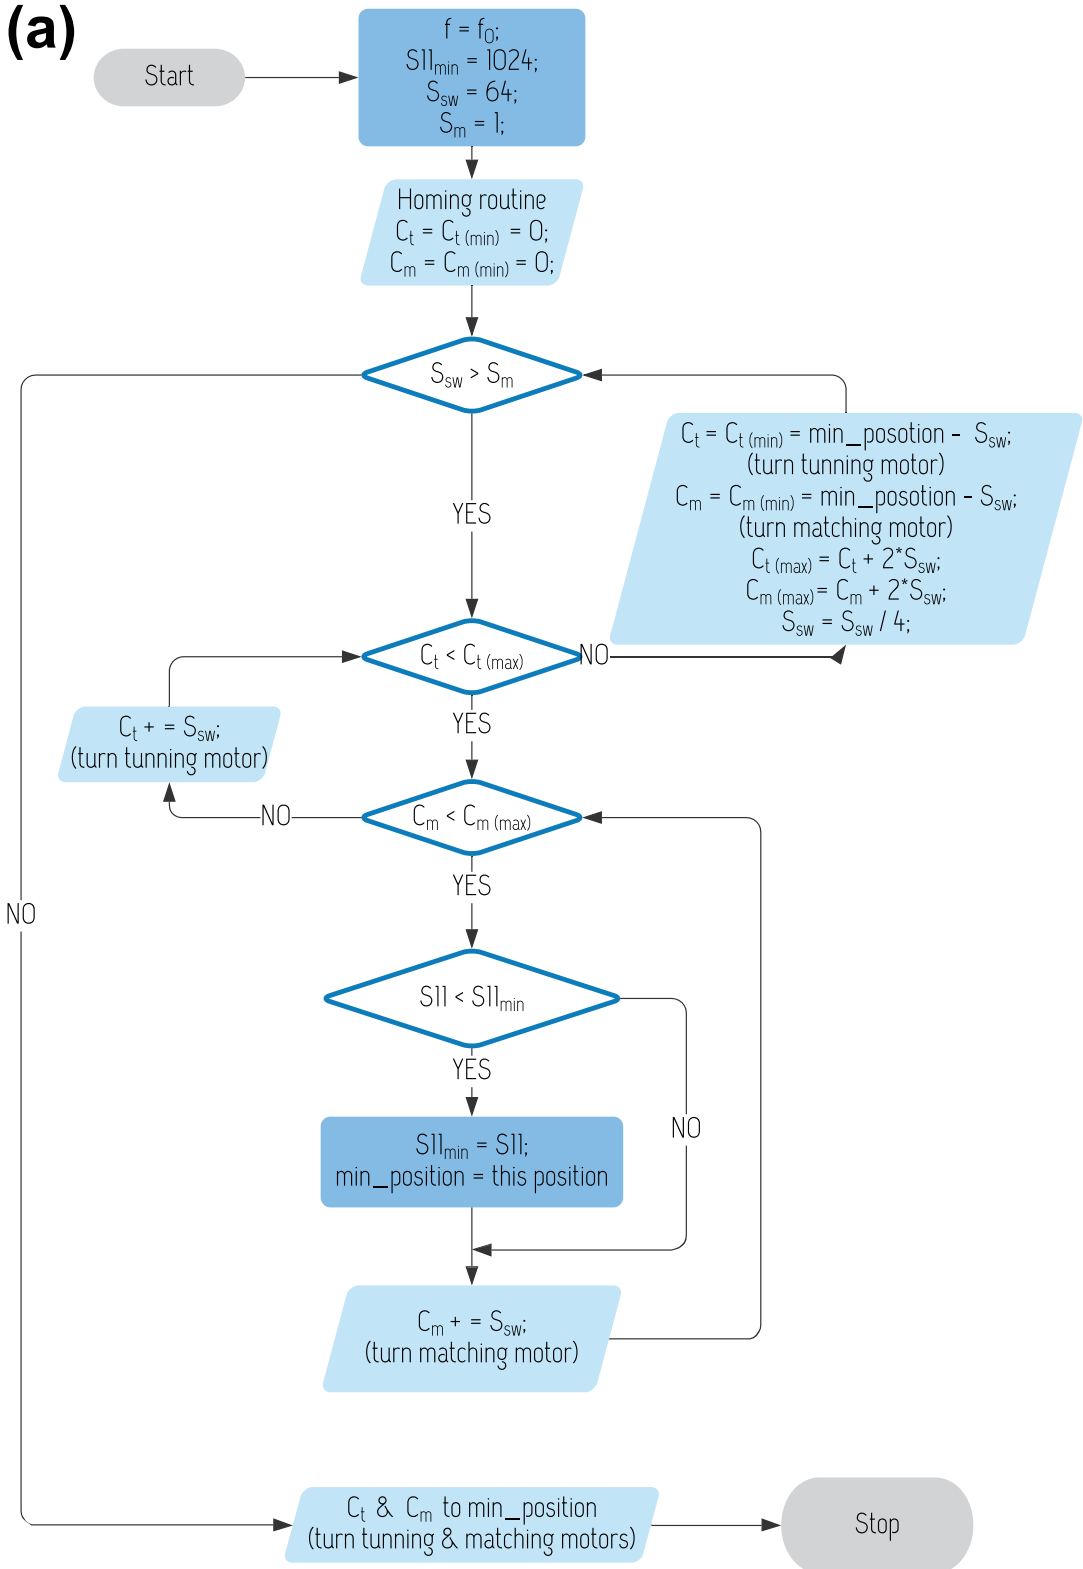 (a)
Start
f = f0;
S11min = 1024;
Ssw = 64;
Sm = 1;
Homing routine
Ct = Ct (min) = 0;
Cm = Cm (min) = 0;
Ssw > Sm
Ct = Ct (min) = min_posotion - Ssw;
(turn tunning motor)
Cm = Cm (min) = min_posotion - Ssw;
(turn matching motor)
Ct (max) = Ct + 2*Ssw;
Cm (max) = Cm + 2*Ssw;
Ssw = Ssw / 4;
YES
Ct < Ct (max)
NO
YES
Ct + = Ssw;
(turn tunning motor)
Cm < Cm (max)
NO
YES
NO
S11 < S11min
YES
NO
S11min = S11;
min_position = this position
Cm + = Ssw;
(turn matching motor)
Ct & Cm to min_position
(turn tunning & matching motors)
Stop